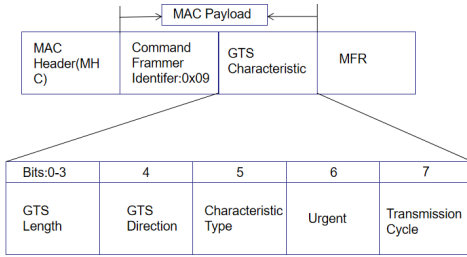 MAC Payload
MAC
Header(MH
C)
Command
Frammer
Identifer:0x09
GTS
Characteristic
MFR
Bits:0-3
4
5
6
7
GTS
Length
GTS
Direction
Characteristic
Type
Urgent
Transmission
Cycle